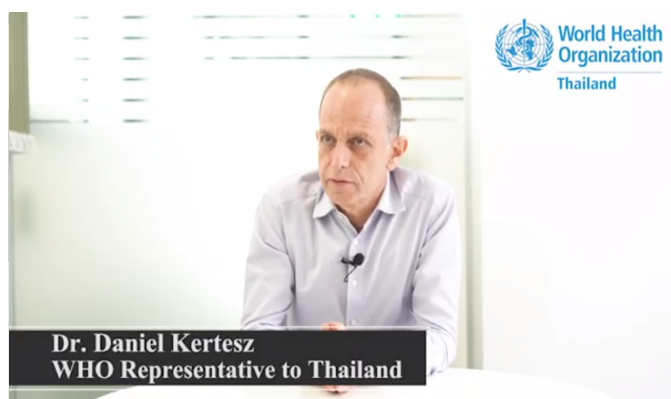 World Health
Organization
Thailand
Dr. Daniel Kertesz
WHO Representative to Thailand